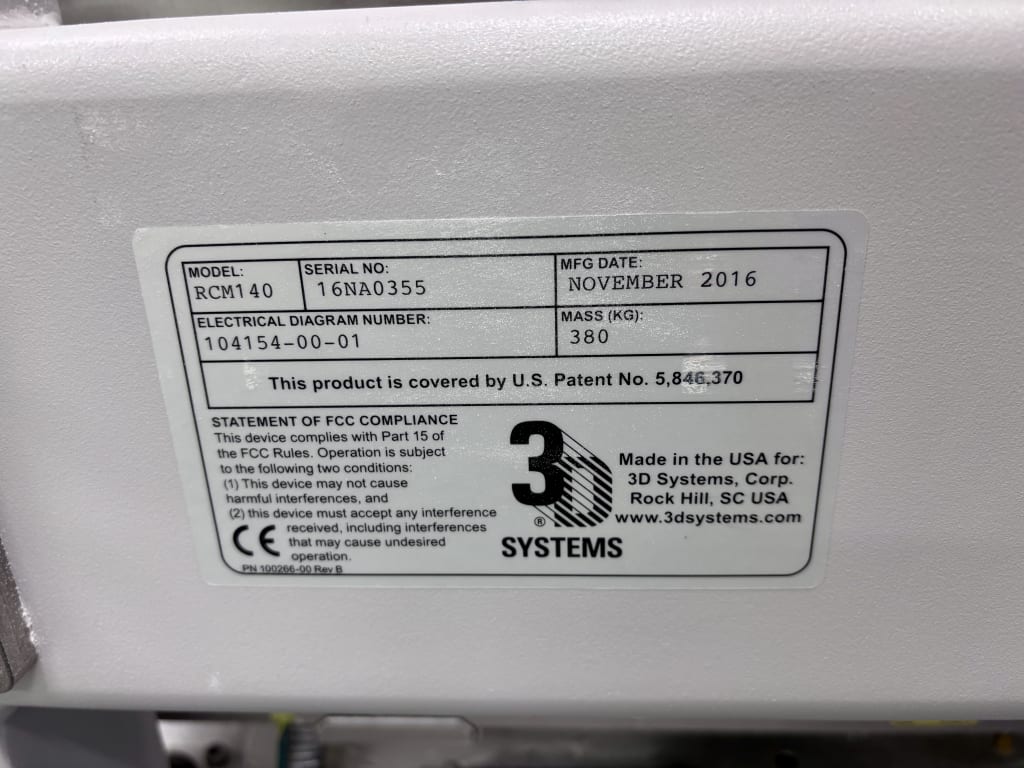 MODEL:
RCM140
SERIAL NO:
16NA0355
MFG DATE:
NOVEMBER 2016
ELECTRICAL DIAGRAM NUMBER:
104154-00-01
MASS (KG):
380
This product is covered by U.S. Patent No. 5,846,370
STATEMENT OF FCC COMPLIANCE
This device complies with Part 15 of
the FCC Rules. Operation is subject
to the following two conditions:
(1) This device may not cause
harmful interferences, and
(2) this device must accept any interference
received, including interferences
that may cause undesired
operation.
CE
PN 100266-00 Rev B
3D
®
SYSTEMS
Made in the USA for:
3D Systems, Corp.
Rock Hill, SC USA
www.3dsystems.com